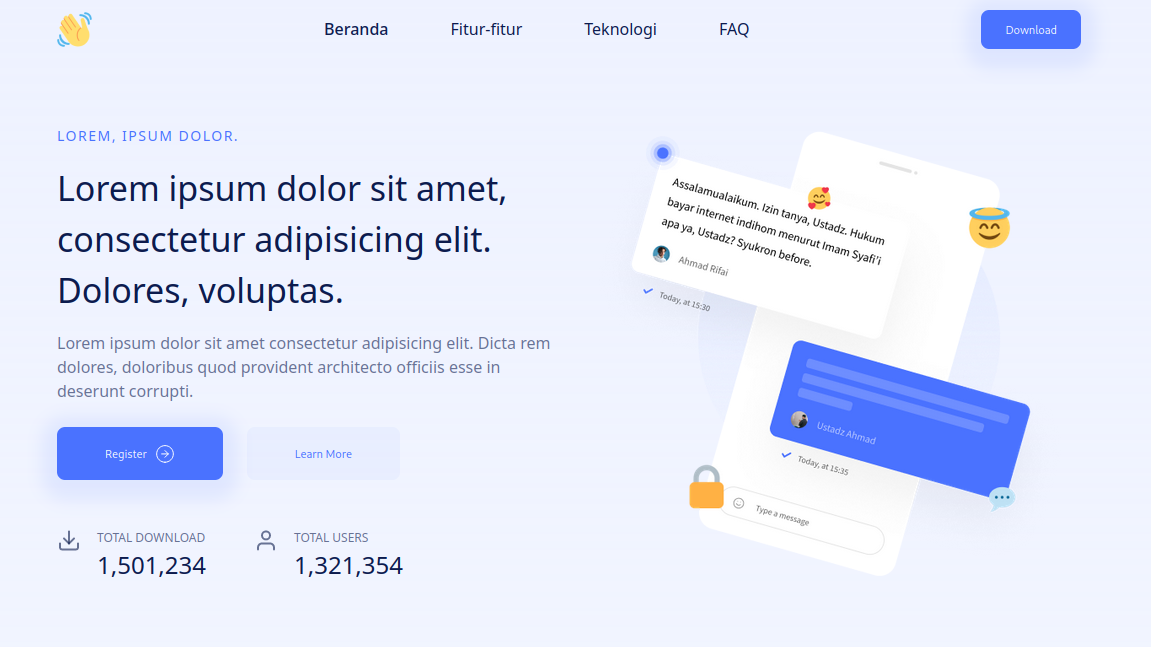 Beranda
Fitur-fitur
Teknologi
FAQ
Download
LOREM, IPSUM DOLOR.
Lorem ipsum dolor sit amet,
consectetur adipisicing elit.
Dolores, voluptas.
Lorem ipsum dolor sit amet consectetur adipisicing elit. Dicta rem
dolores, doloribus quod provident architecto officiis esse in
deserunt corrupti.
Register
Learn More
TOTAL DOWNLOAD
1,501,234
TOTAL USERS
1,321,354
Assalamualaikum. Izin tanya, Ustadz. Hukum
bayar internet indihom menurut Imam Syafi'i
apa ya, Ustadz? Syukron before.
Ahmad Rifai
Today, at 15:30
Ustadz Ahmad
Today, at 15:35
Type a message